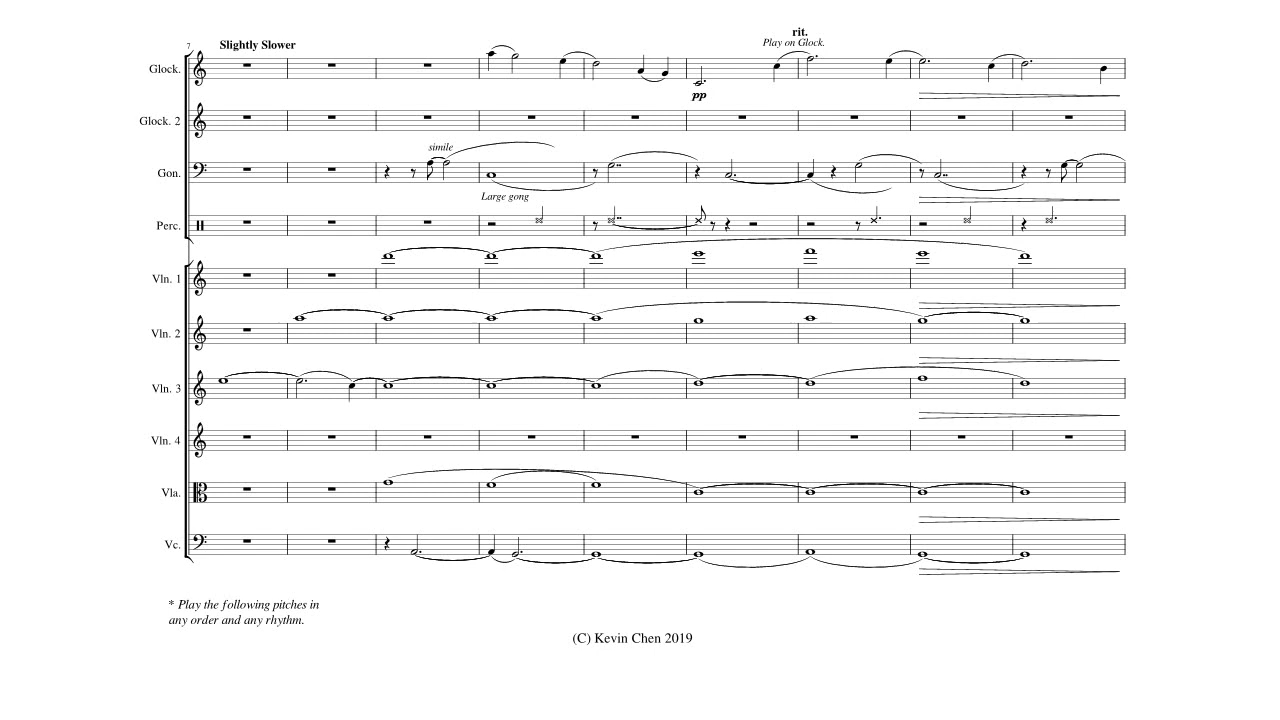 rit.
Slightly Slower
Play on Glock.
7
Glock.
pp
Glock. 2
simile
Gon.
Large gong
Perc.
Vln. 1
Vln. 2
Vln. 3
Vln. 4
Vla.
Vc.
* Play the following pitches in
any order and any rhythm.
(C) Kevin Chen 2019